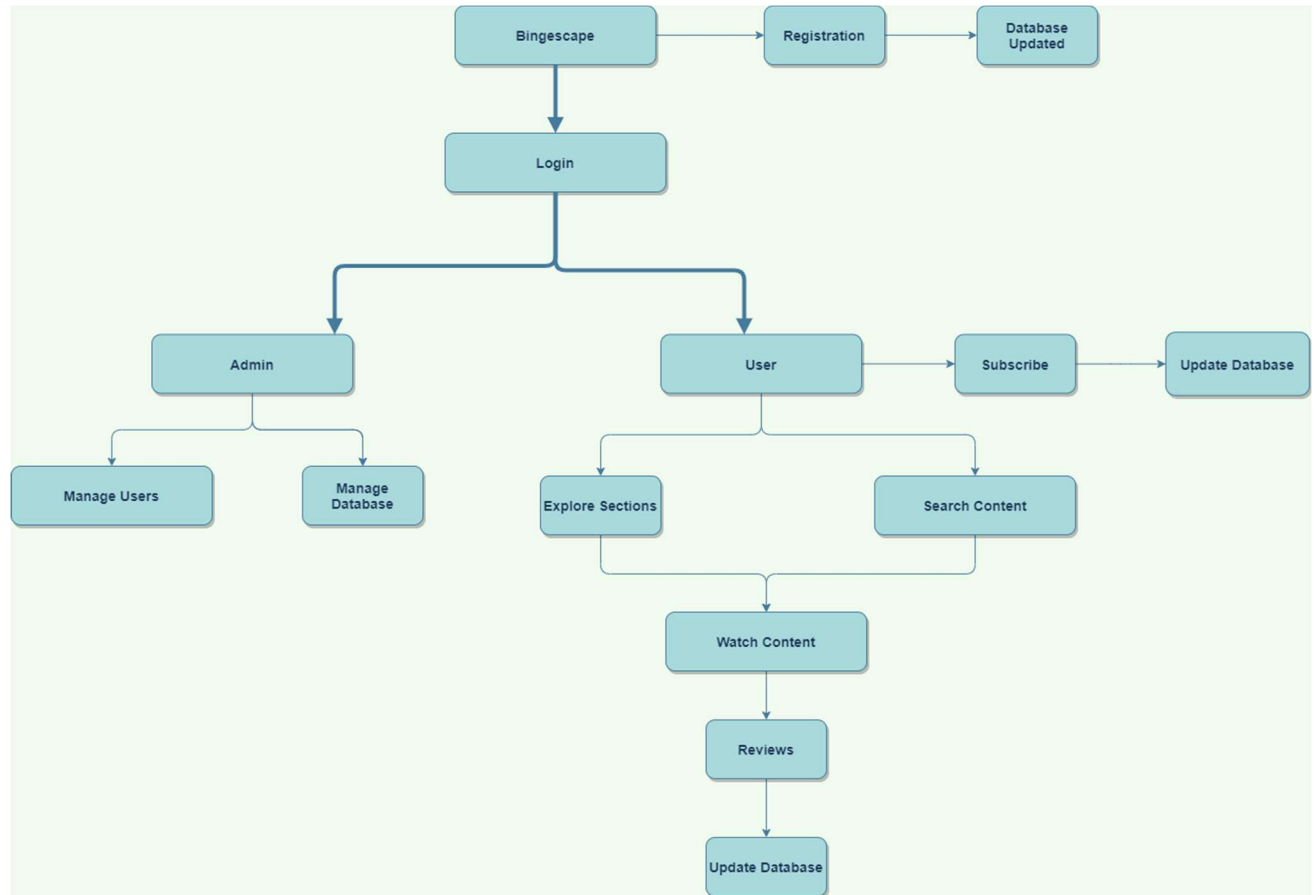 Bingescape
Registration
Database
Updated
Login
Admin
User
Subscribe
Update Database
Manage Users
Manage
Database
Explore Sections
Search Content
Watch Content
Reviews
Update Database